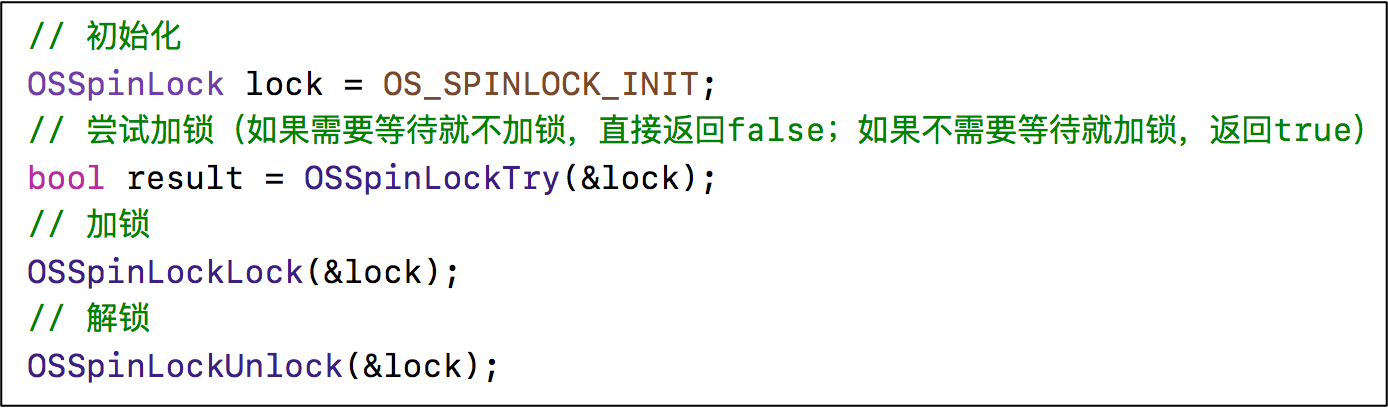 // 初始化
OSSpinLock lock = OS_SPINLOCK_INIT;
// 尝试加锁（如果需要等待就不加锁，直接返回false；如果不需要等待就加锁，返回true）
bool result = OSSpinLockTry(&lock);
// 加锁
OSSpinLockLock(&lock);
// 解锁
OSSpinLockUnlock(&lock);